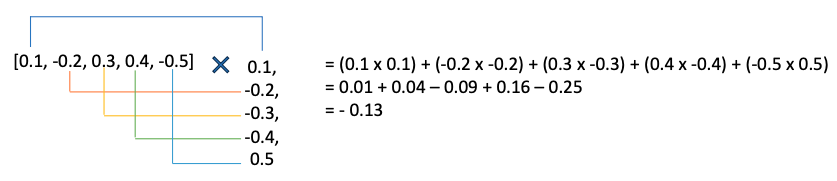 [0.1, -0.2, 0.3, 0.4, -0.5] × 0.1,
-0.2,
-0.3,
-0.4,
0.5
= (0.1 x 0.1) + (-0.2 x -0.2) + (0.3 x -0.3) + (0.4 x -0.4) + (-0.5 x 0.5)
= 0.01 + 0.04 – 0.09 + 0.16 – 0.25
= - 0.13